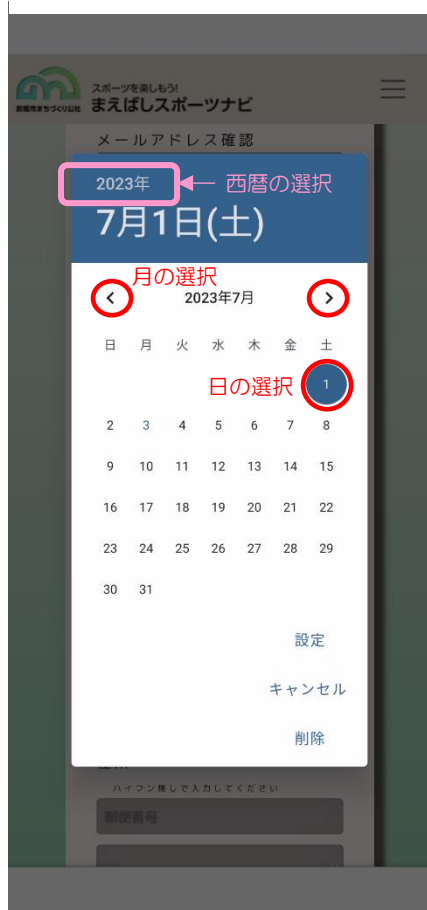 前橋市まちづくり公社
スポーツを楽しもう!
まえばしスポーツナビ
メールアドレス確認
2023年
西暦の選択
7月1日(土)
月の選択
2023年7月
日 月 火 水 木 金 土
日の選択
1
2 3 4 5 6 7 8
9 10 11 12 13 14 15
16 17 18 19 20 21 22
23 24 25 26 27 28 29
30 31
設定
キャンセル
削除
ハイフン無しで入力してください
郵便番号